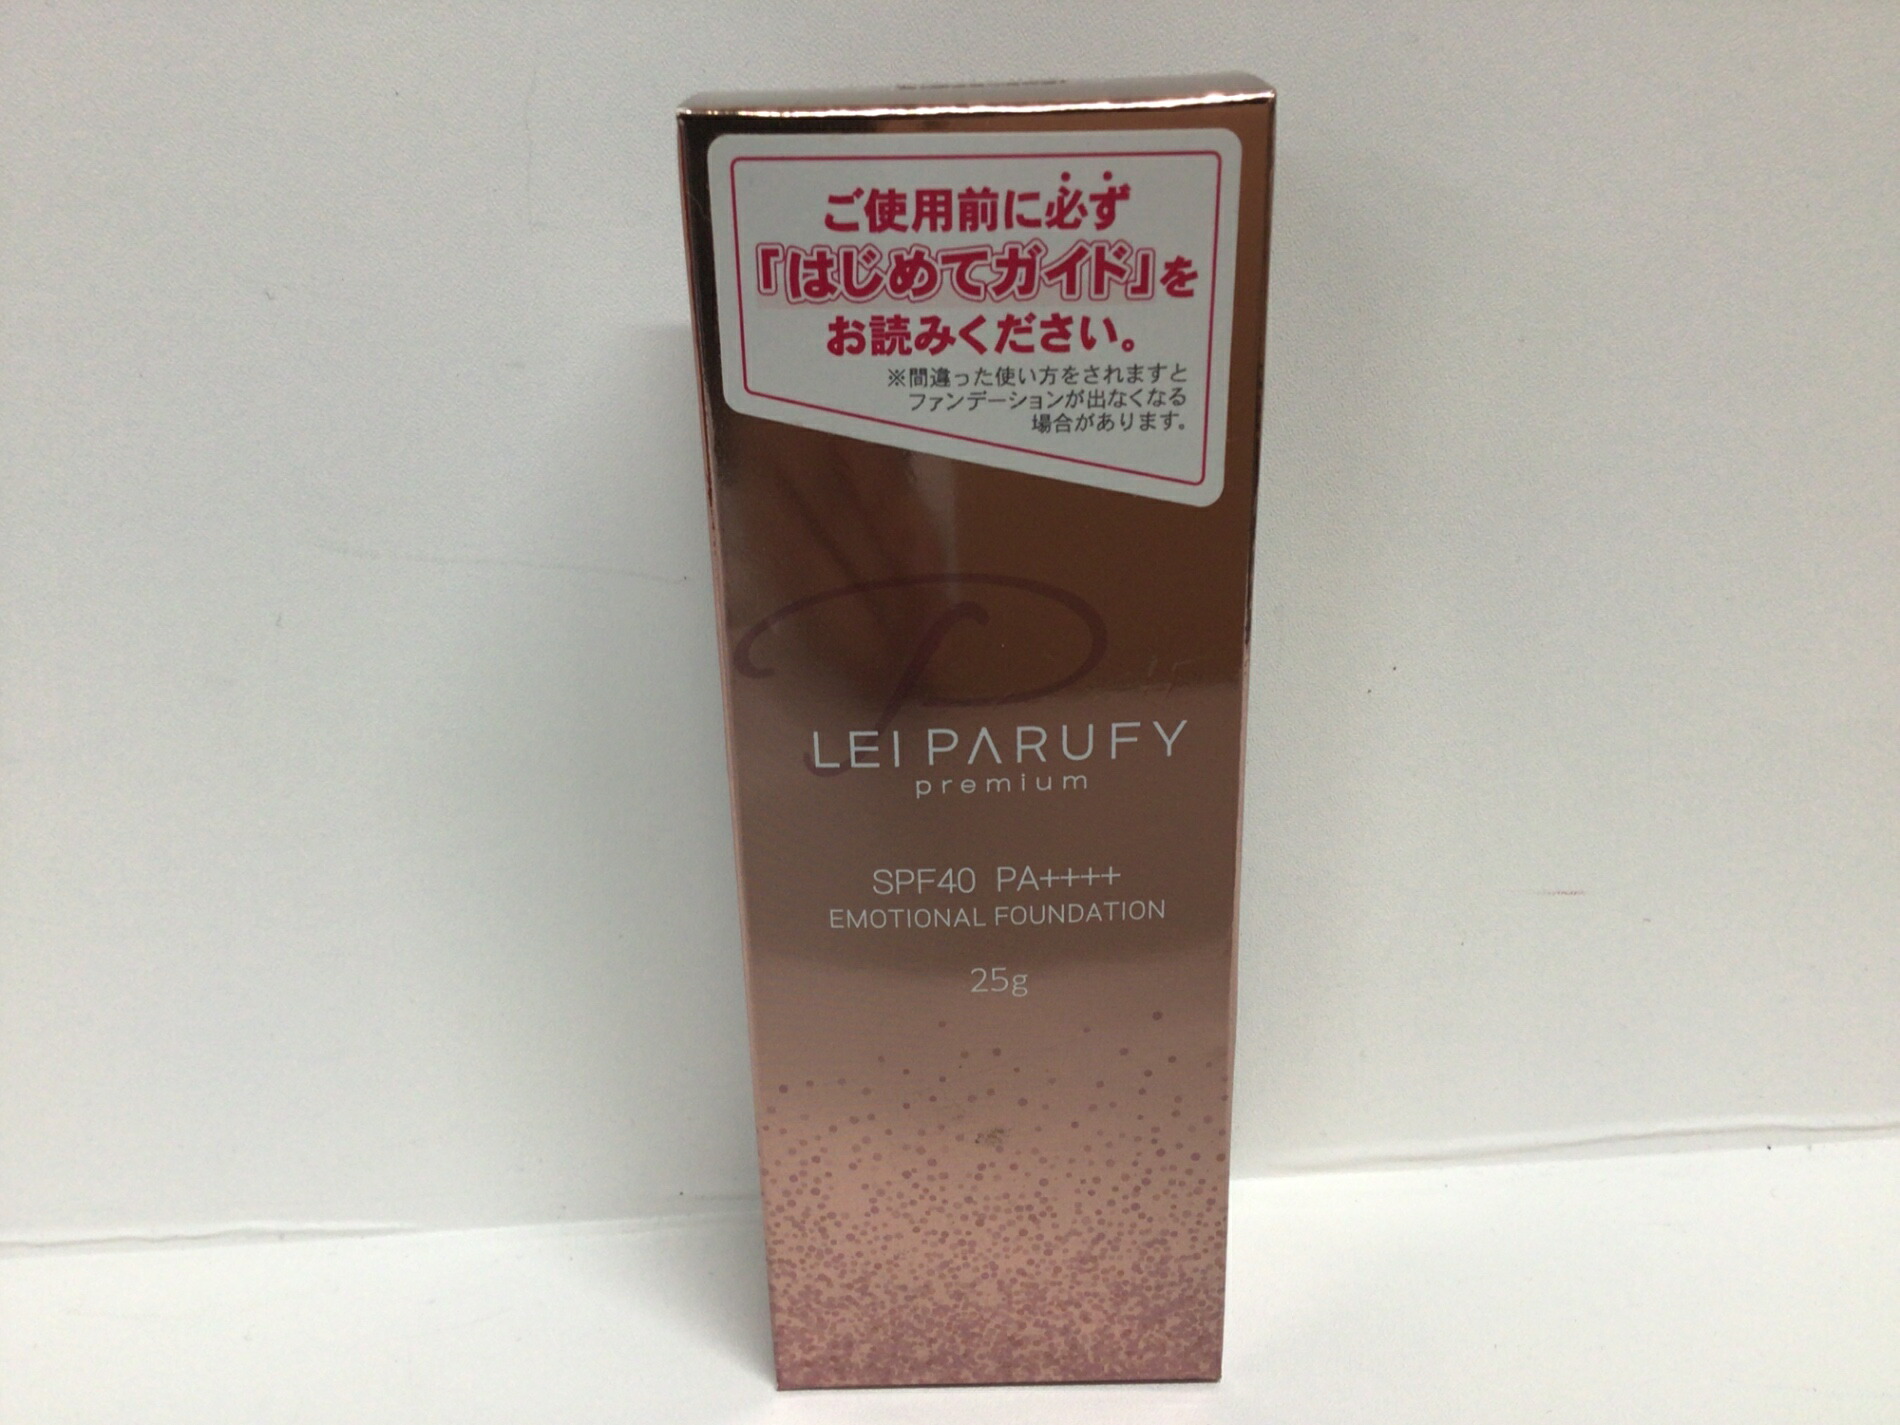 ご使用前に必ず
「はじめてガイド」を
お読みください。
※間違った使い方をされますと
ファンデーションが出なくなる
場合があります。
P
LEI PARUFY
premium
SPF40 PA++++
EMOTIONAL FOUNDATION
25g